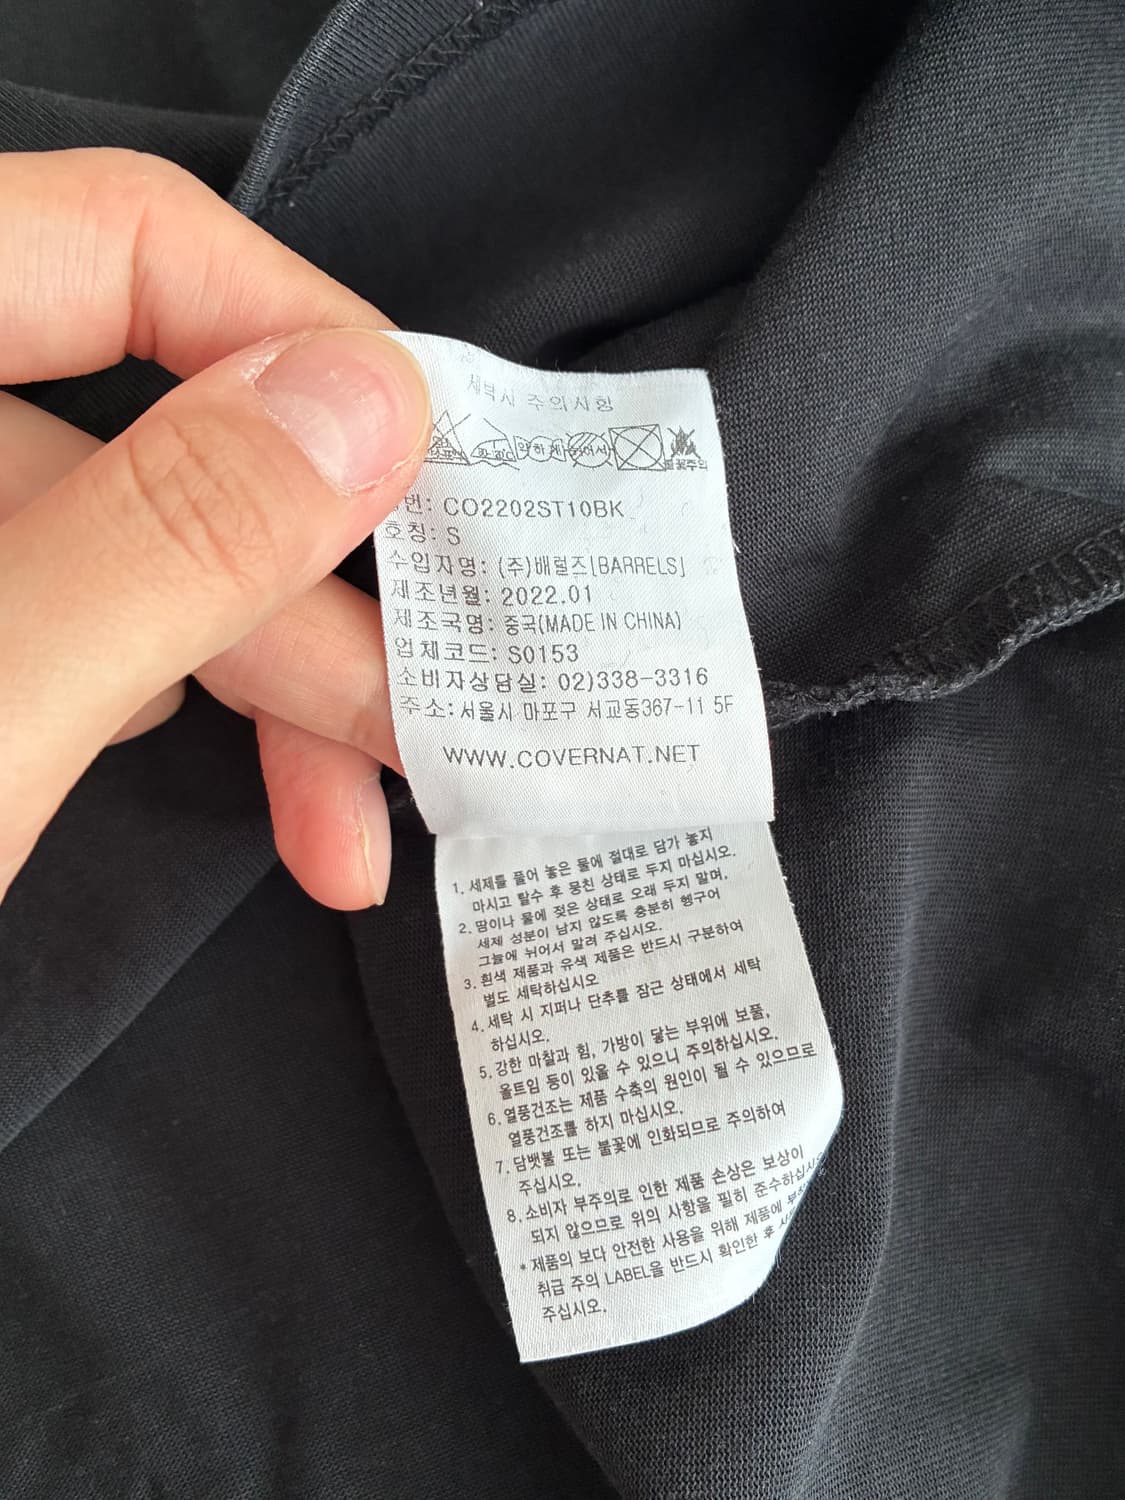 세탁시 주의사항
약하게 뉘어서
불꽃주의
번: CO2202ST10BK
호칭: S
수입자명: (주)배럴즈[BARRELS]
제조년월: 2022.01
제조국명: 중국(MADE IN CHINA)
업체코드: S0153
소비자상담실: 02)338-3316
주소: 서울시 마포구 서교동367-11 5F
WWW.COVERNAT.NET
1. 세제를 풀어 놓은 물에 절대로 담가 놓지
마시고 탈수 후 뭉친 상태로 두지 마십시오.
2. 땀이나 물에 젖은 상태로 오래 두지 말며,
세제 성분이 남지 않도록 충분히 헹구어
그늘에 뉘어서 말려 주십시오.
3. 흰색 제품과 유색 제품은 반드시 구분하여
별도 세탁하십시오
4. 세탁 시 지퍼나 단추를 잠근 상태에서 세탁
하십시오.
5. 강한 마찰과 힘, 가방이 닿는 부위에 보풀,
올트임 등이 있을 수 있으니 주의하십시오.
6. 열풍건조는 제품 수축의 원인이 될 수 있으므로
열풍건조를 하지 마십시오.
7. 담뱃불 또는 불꽃에 인화되므로 주의하여
주십시오.
8. 소비자 부주의로 인한 제품 손상은 보상이
되지 않으므로 위의 사항을 필히 준수하십시오
* 제품의 보다 안전한 사용을 위해 제품에
취급 주의 LABEL을 반드시 확인한 후
주십시오.